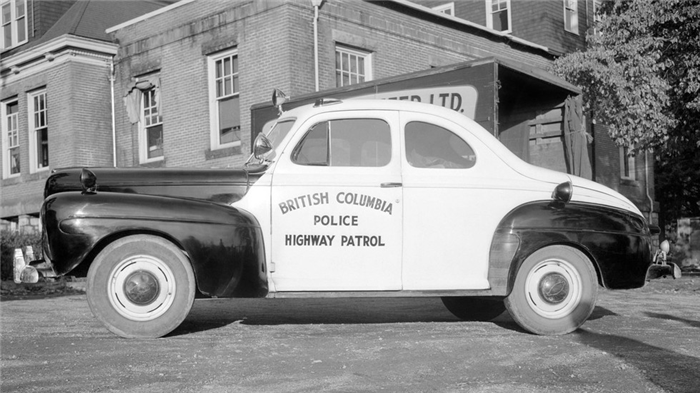 LTD.
BRITISH COLUMBIA
POLICE
HIGHWAY PATROL